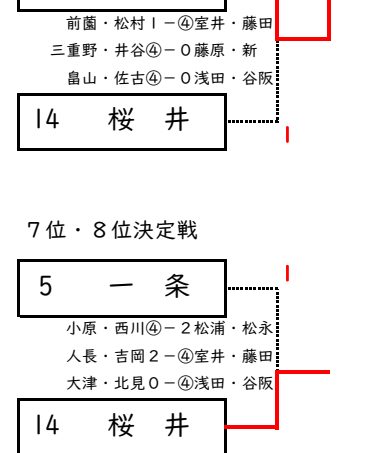 前薗・松村１－④室井・藤田
三重野・井谷④－０藤原・新
畠山・佐古④－０浅田・谷阪
14 桜井
1
７位・８位決定戦
1
5 一条
小原・西川④－２松浦・松永
人長・吉岡２－④室井・藤田
大津・北見０－④浅田・谷阪
14 桜井